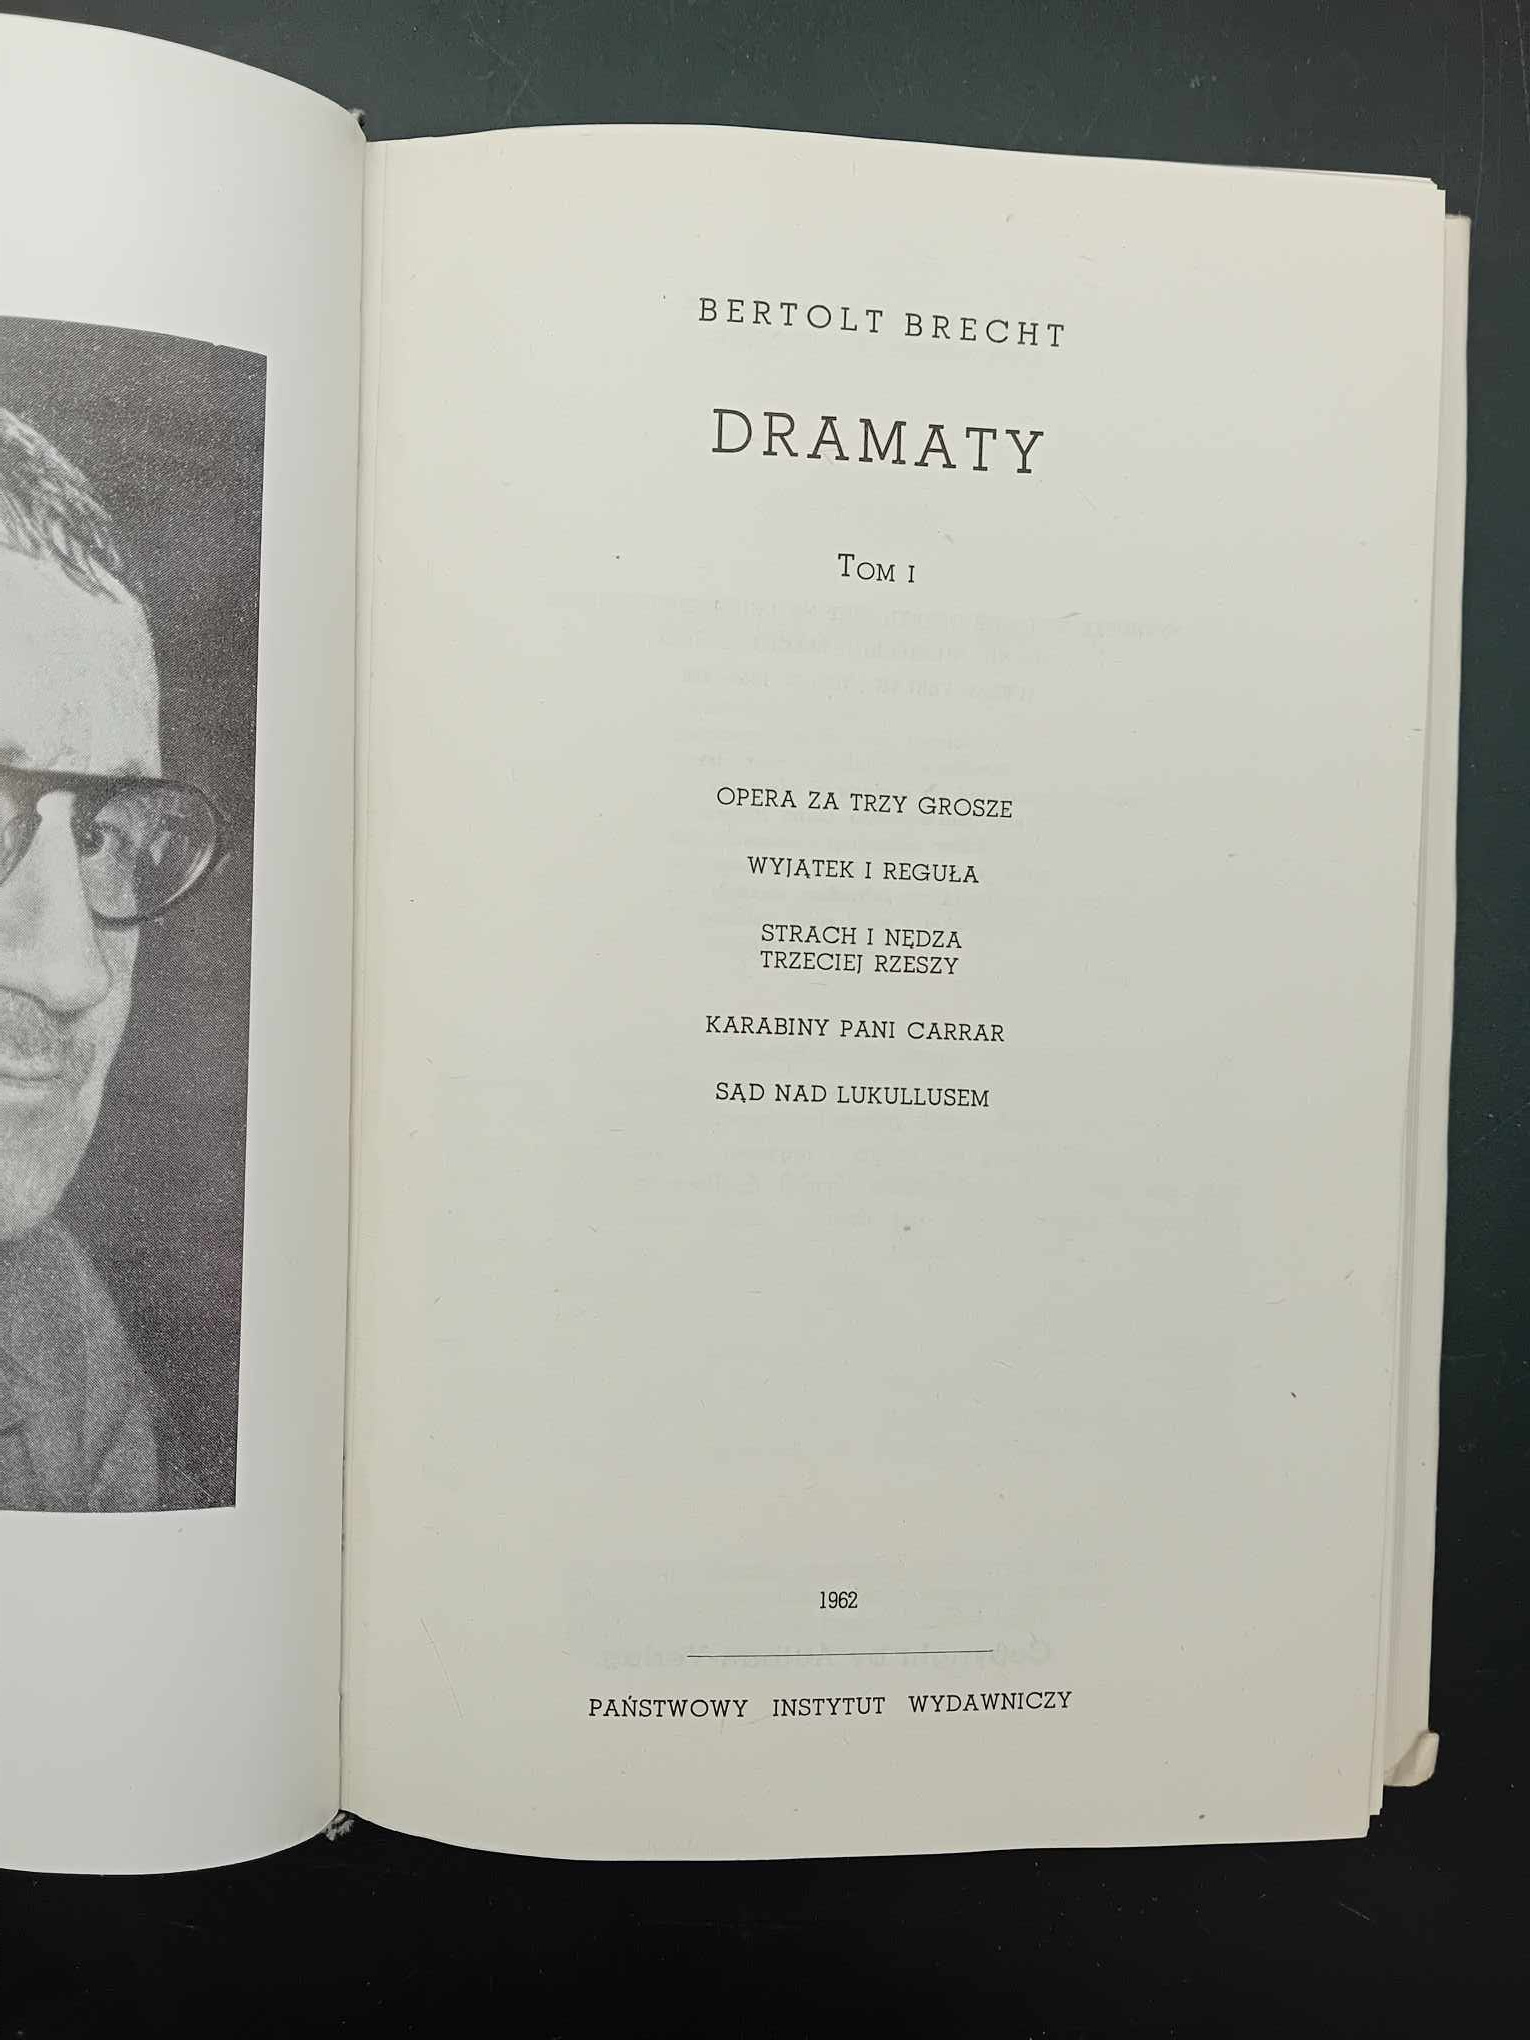 BERTOLT BRECHT
DRAMATY
TOM I
OPERA ZA TRZY GROSZE
WYJĄTEK I REGUŁA
STRACH I NĘDZA
TRZECIEJ RZESZY
KARABINY PANI CARRAR
SĄD NAD LUKULLUSEM
1962
PAŃSTWOWY INSTYTUT WYDAWNICZY